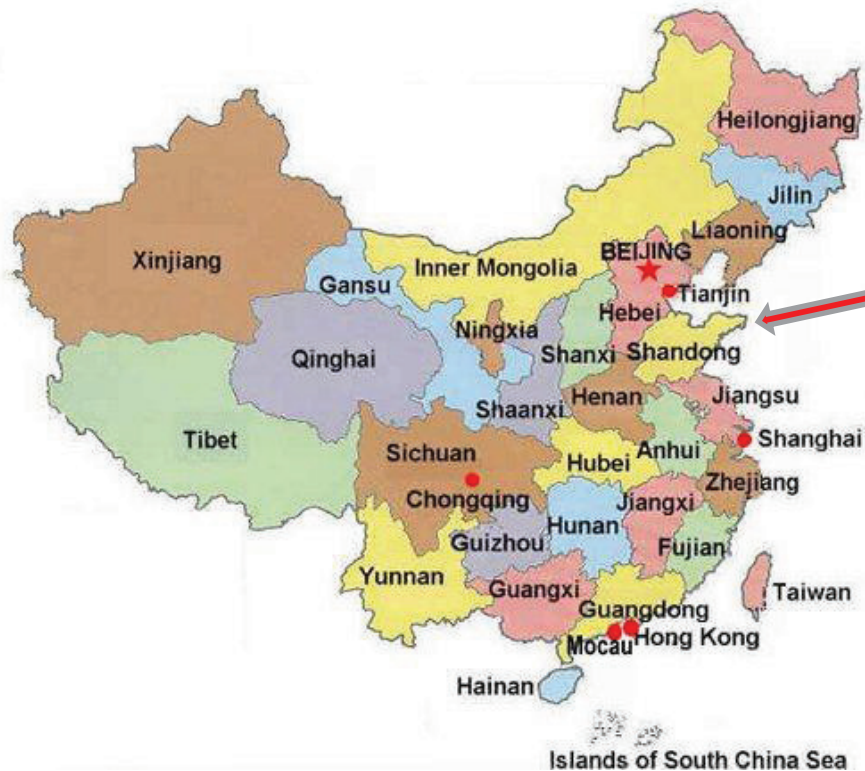 Heilongjiang
Jilin
Liaoning
BEIJING
Xinjiang
Inner Mongolia
Gansu
Tianjin
Hebei
Ningxia
Shanxi
Shandong
Qinghai
Henan
Jiangsu
Shaanxi
Tibet
Sichuan
Hubei
Anhui
Shanghai
Zhejiang
Chongqing
Jiangxi
Hunan
Guizhou
Fujian
Yunnan
Guangxi
Taiwan
Guangdong
Mocau
Hong Kong
Hainan
Islands of South China Sea